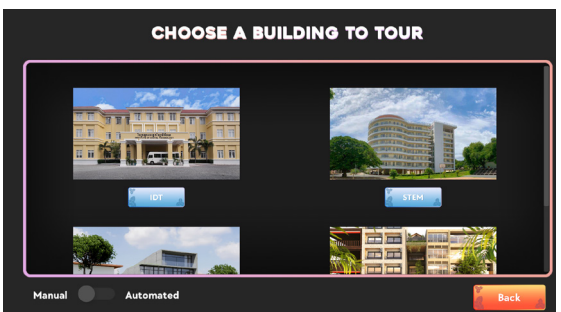 CHOOSE A BUILDING TO TOUR
IDT
STEM
Manual
Automated
Back